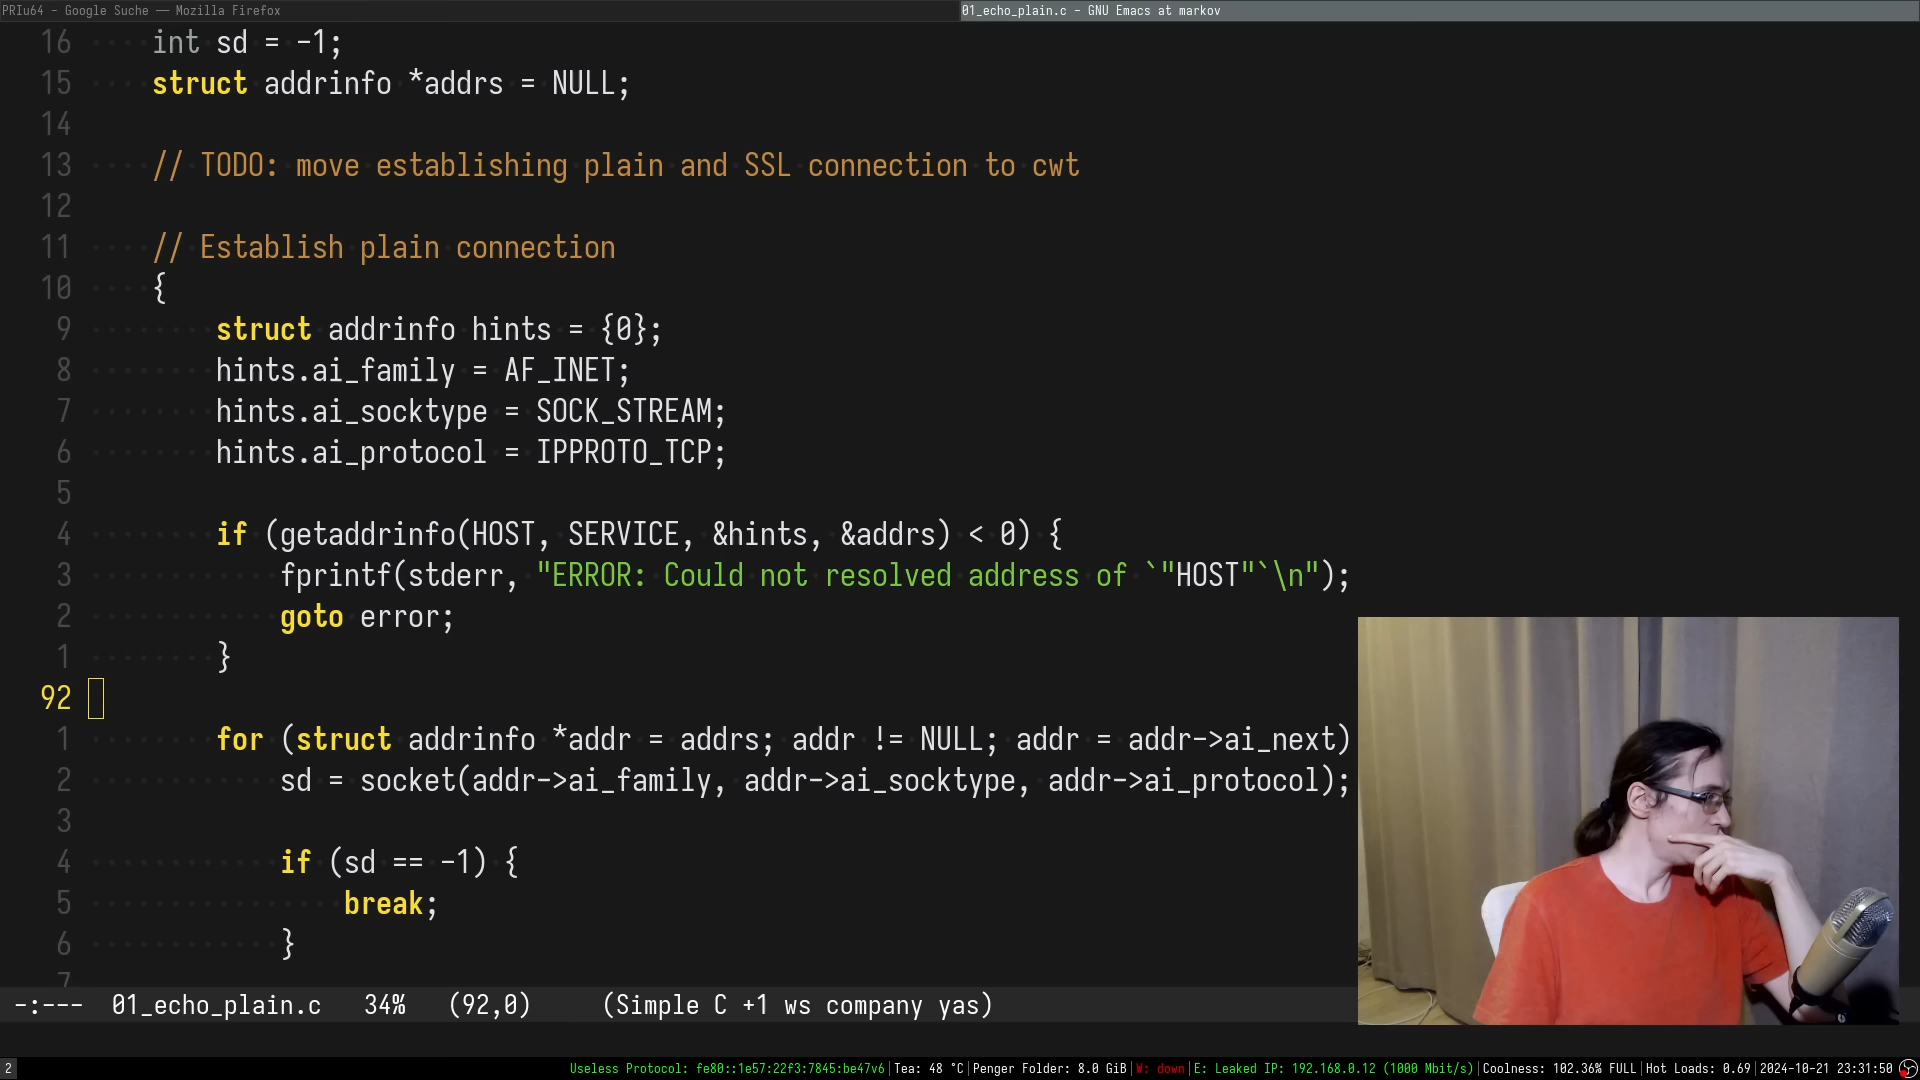 PRIu64 - Google Suche — Mozilla Firefox
01_echo_plain.c - GNU Emacs at markov
16 int sd = -1;
15 struct addrinfo *addrs = NULL;
14
13 // TODO: move establishing plain and SSL connection to cwt
12
11 // Establish plain connection
10 {
9 struct addrinfo hints = {0};
8 hints.ai_family = AF_INET;
7 hints.ai_socktype = SOCK_STREAM;
6 hints.ai_protocol = IPPROTO_TCP;
5
4 if (getaddrinfo(HOST, SERVICE, &hints, &addrs) < 0) {
3 fprintf(stderr, "ERROR: Could not resolved address of `"HOST"`\n");
2 goto error;
1 }
92
1 for (struct addrinfo *addr = addrs; addr != NULL; addr = addr->ai_next)
2 sd = socket(addr->ai_family, addr->ai_socktype, addr->ai_protocol);
3
4 if (sd == -1) {
5 break;
6 }
7
-:--- 01_echo_plain.c 34% (92,0) (Simple C +1 ws company yas)
2 Useless Protocol: fe80::1e57:22f3:7845:be47v6|Tea: 48 °C|Penger Folder: 8.0 GiB|W: down|E: Leaked IP: 192.168.0.12 (1000 Mbit/s)|Coolness: 102.36% FULL|Hot Loads: 0.69|2024-10-21 23:31:50